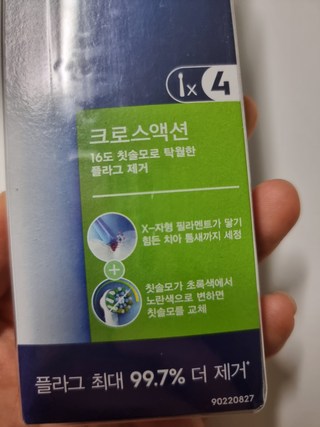 1x 4
크로스액션
16도 칫솔모로 탁월한
플라그 제거
X-자형 필라멘트가 닿기
힘든 치아 틈새까지 세정
+
칫솔모가 초록색에서
노란색으로 변하면
칫솔모를 교체
플라그 최대 99.7% 더 제거*
90220827